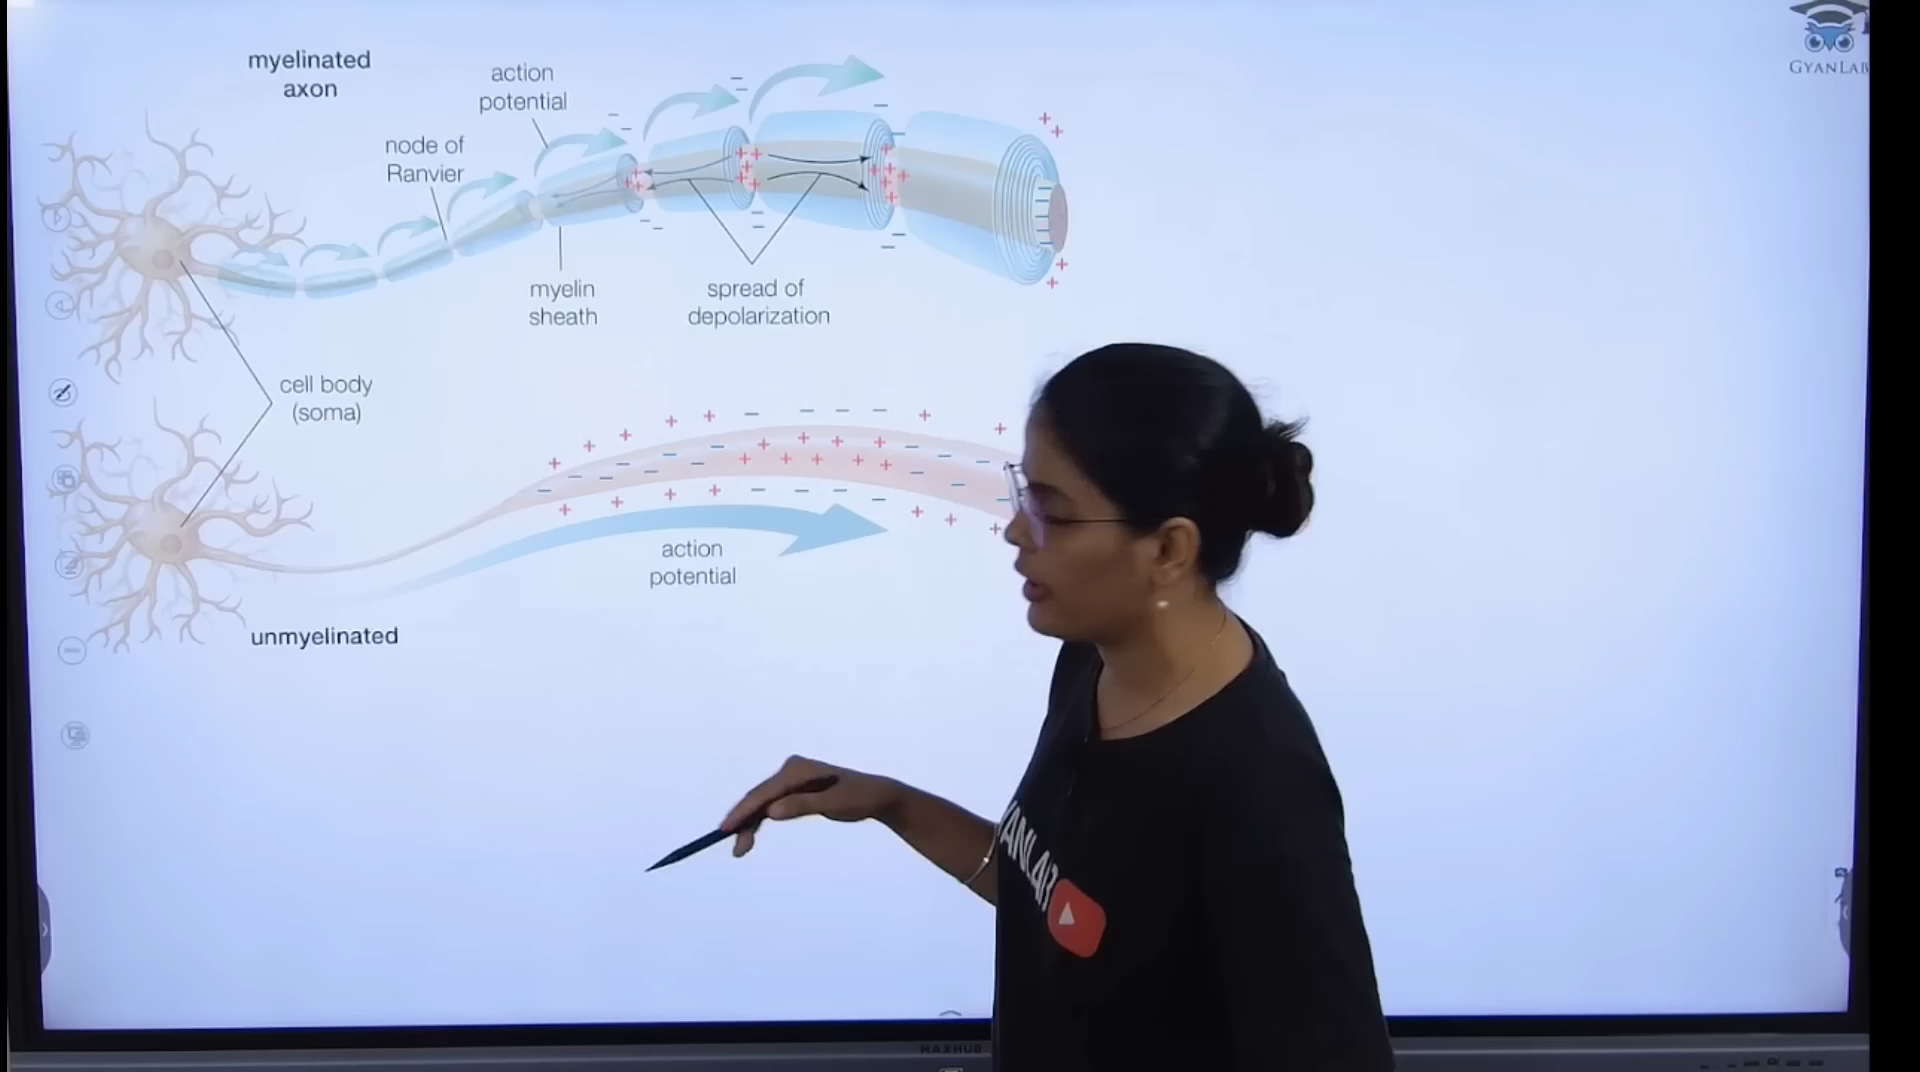 myelinated
axon
action
potential
node of
Ranvier
myelin
sheath
spread of
depolarization
cell body
(soma)
action
potential
unmyelinated
GYANLAB
MAXHUB